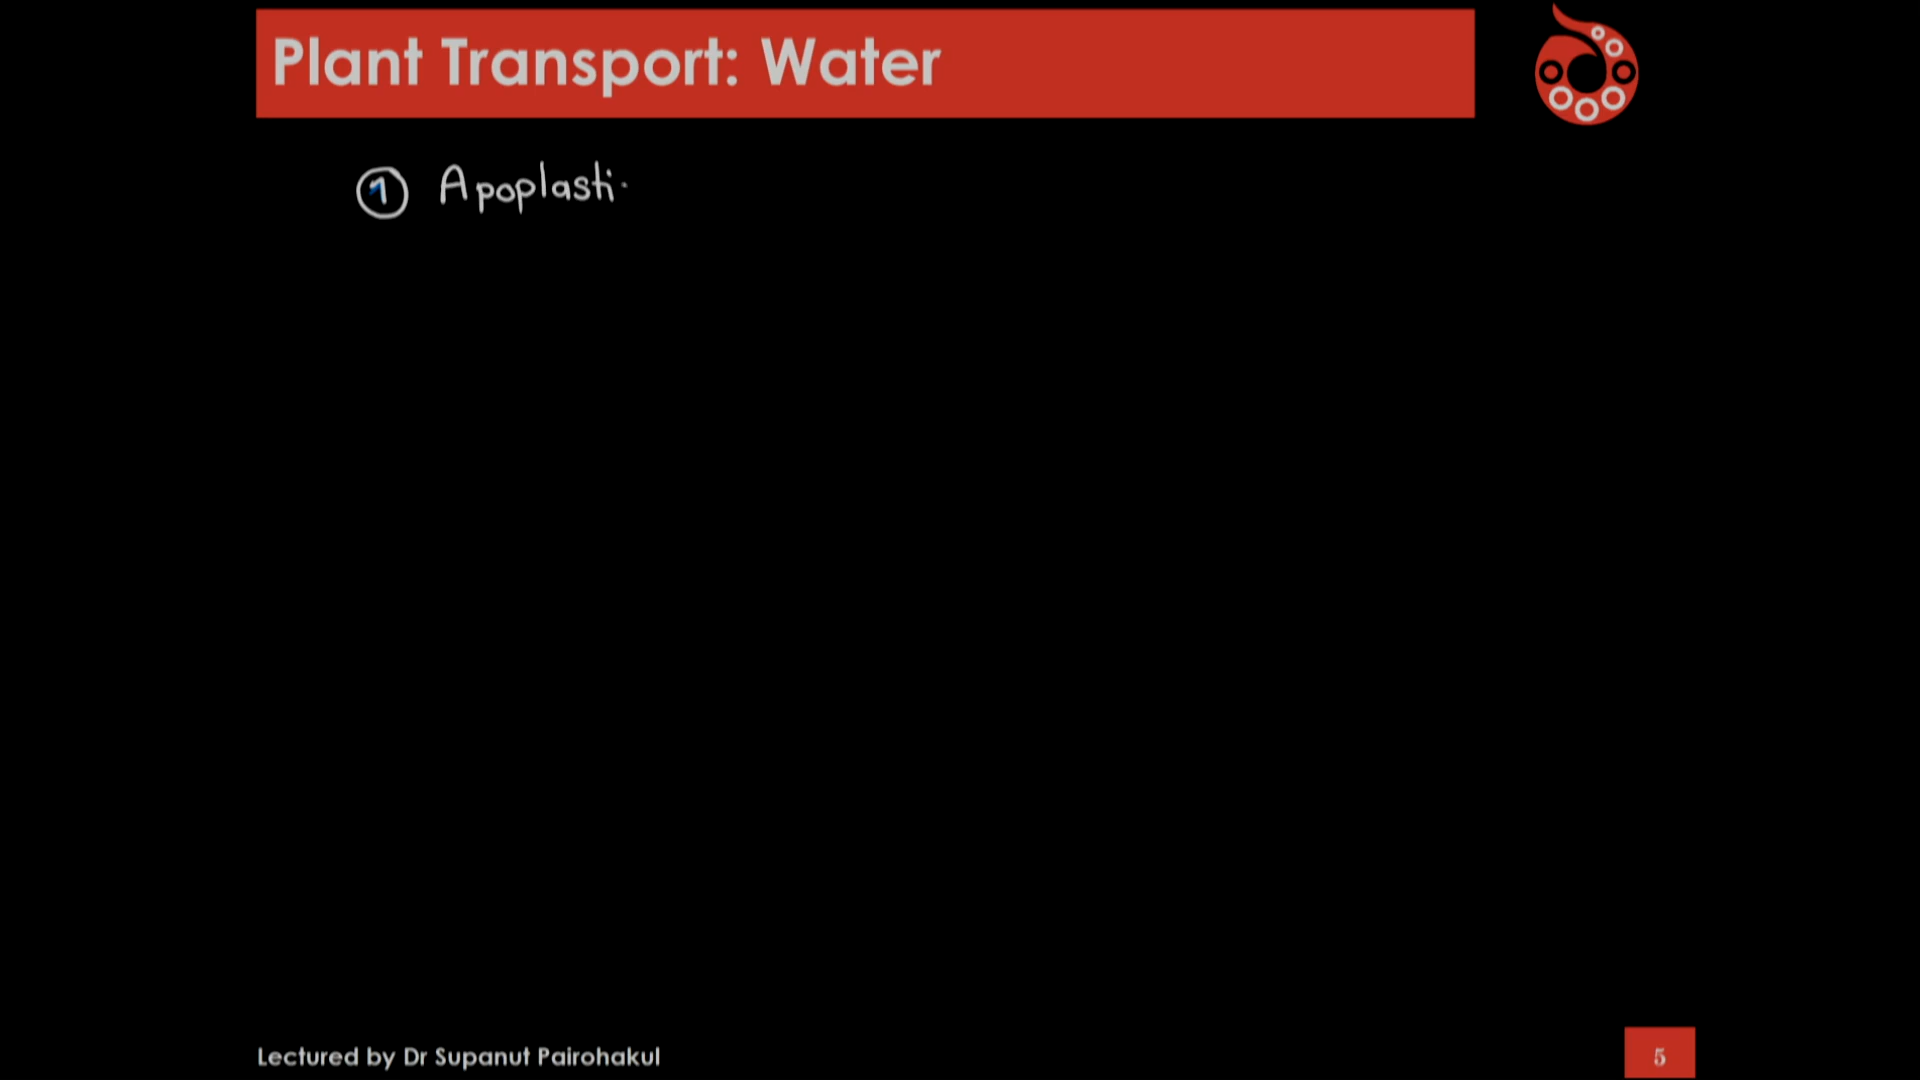 Plant Transport: Water
1 Apoplasti
Lectured by Dr Supanut Pairohakul
5